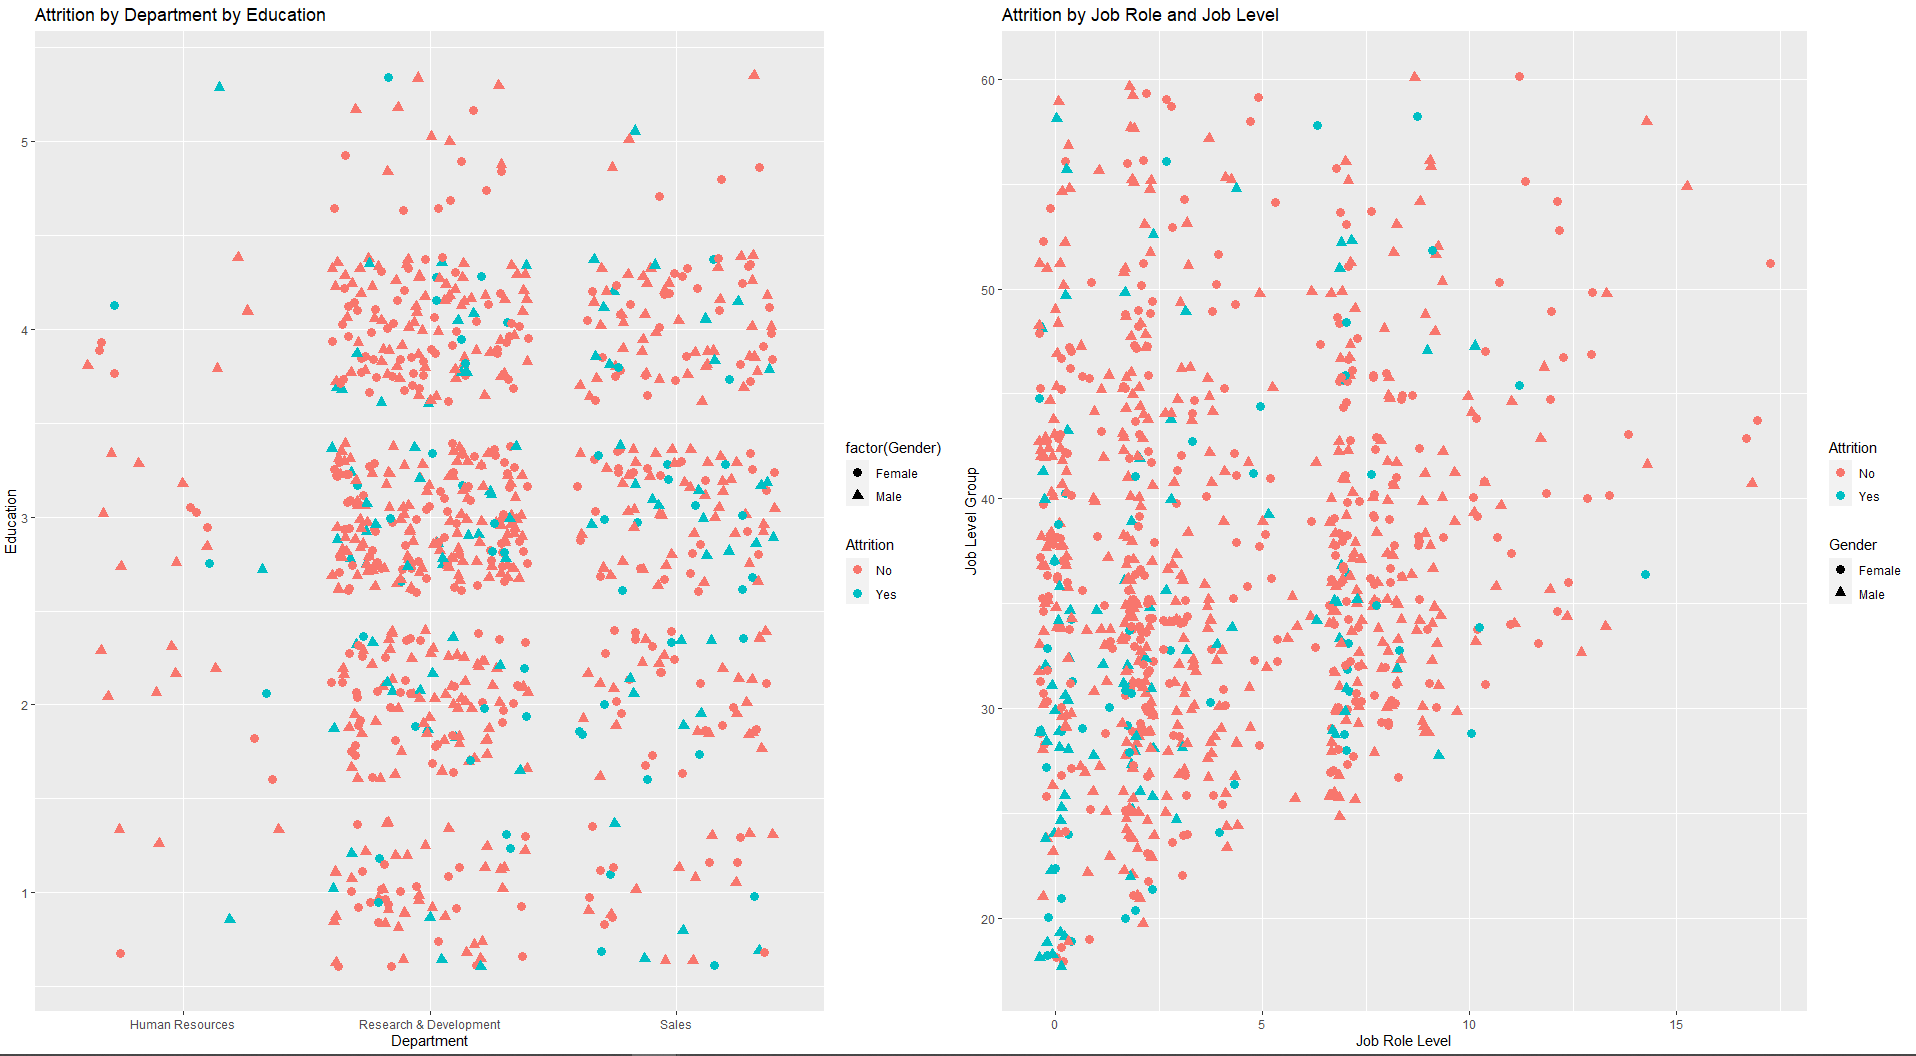 Attrition by Department by Education
Education
5
4
3
2
1
Human Resources
Research & Development
Sales
Department
factor(Gender)
Female
Male
Attrition
No
Yes
Attrition by Job Role and Job Level
Job Level Group
60
50
40
30
20
0
5
10
15
Job Role Level
Attrition
No
Yes
Gender
Female
Male